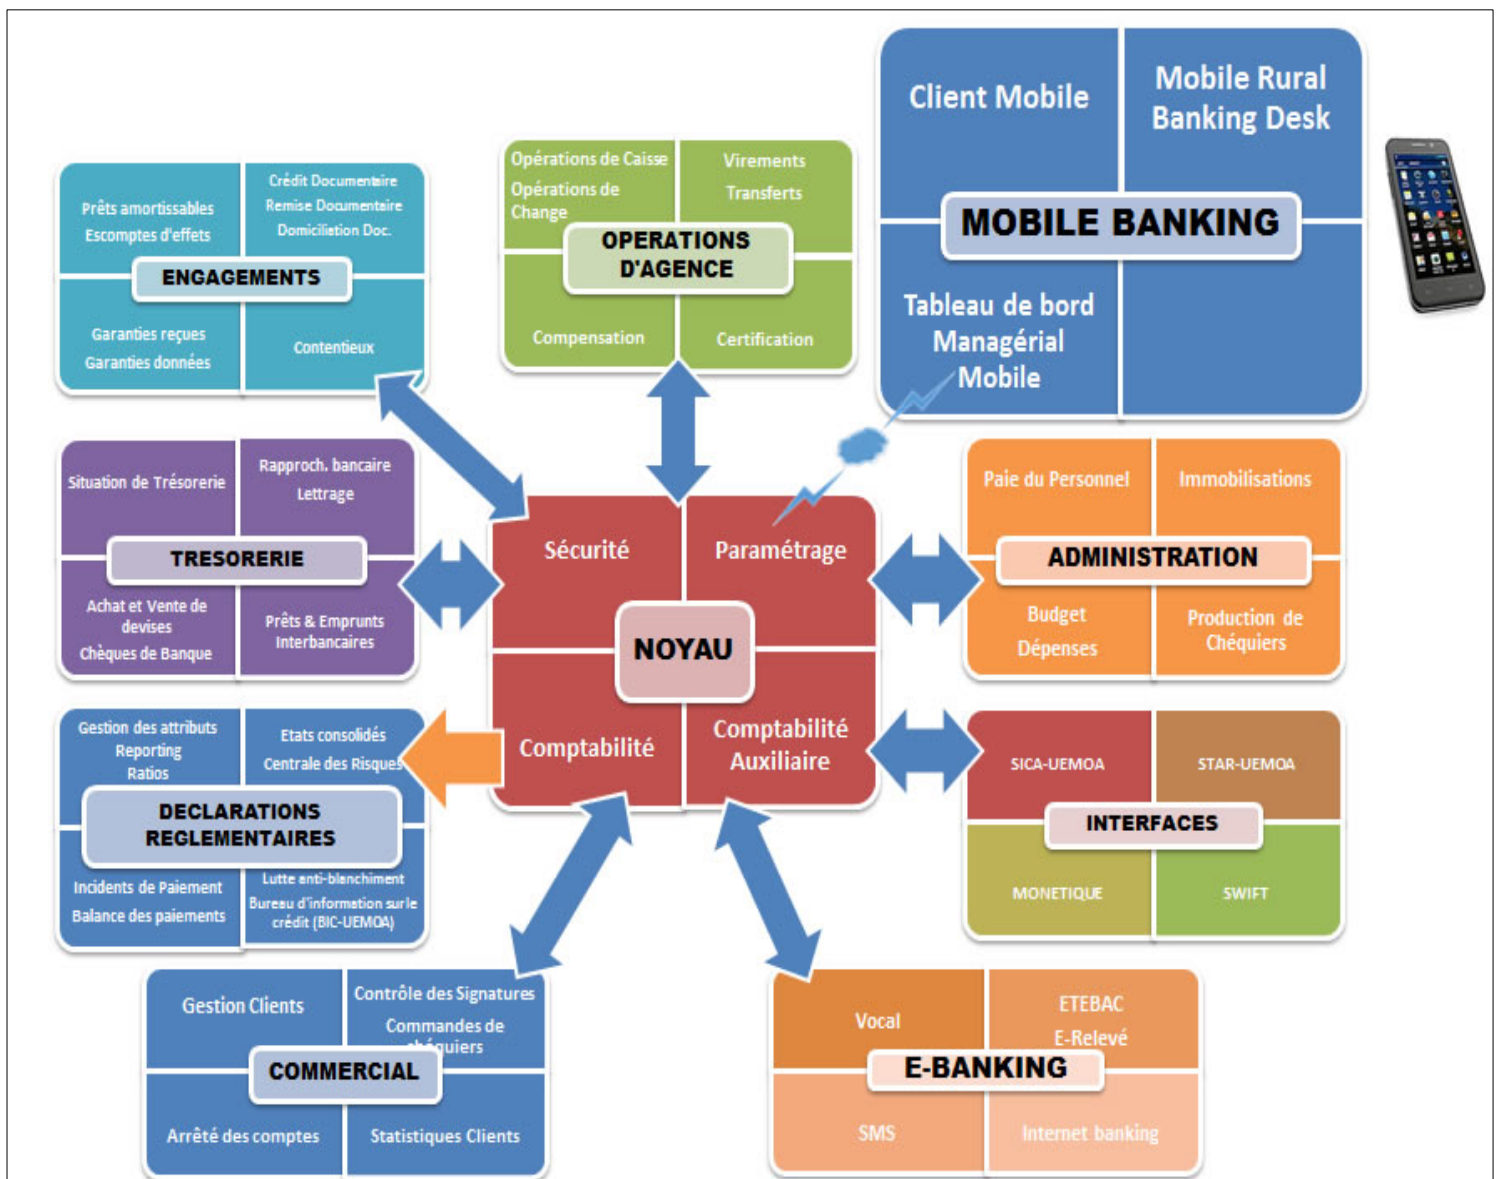 Client Mobile
Mobile Rural
Banking Desk
MOBILE BANKING
Tableau de bord
Managérial
Mobile
Opérations de Caisse
Opérations de
Change
Virements
Transferts
OPERATIONS
D'AGENCE
Compensation
Certification
Prêts amortissables
Escomptes d'effets
Crédit Documentaire
Remise Documentaire
Domiciliation Doc.
ENGAGEMENTS
Garanties reçues
Garanties données
Contentieux
Situation de Trésorerie
Rapproch. bancaire
Lettrage
TRESORERIE
Achat et Vente de
devises
Chèques de Banque
Prêts & Emprunts
Interbancaires
Sécurité
Paramétrage
NOYAU
Comptabilité
Comptabilité
Auxiliaire
Paie du Personnel
Immobilisations
ADMINISTRATION
Budget
Dépenses
Production de
Chéquiers
Gestion des attributs
Reporting
Ratios
Etats consolidés
Centrale des Risques
DECLARATIONS
REGLEMENTAIRES
Incidents de Paiement
Balance des paiements
Lutte anti-blanchiment
Bureau d'information sur le
crédit (BIC-UEMOA)
SICA-UEMOA
STAR-UEMOA
INTERFACES
MONETIQUE
SWIFT
Gestion Clients
Contrôle des Signatures
Commandes de
chéquiers
COMMERCIAL
Arrêté des comptes
Statistiques Clients
Vocal
ETEBAC
E-Relevé
E-BANKING
SMS
Internet banking